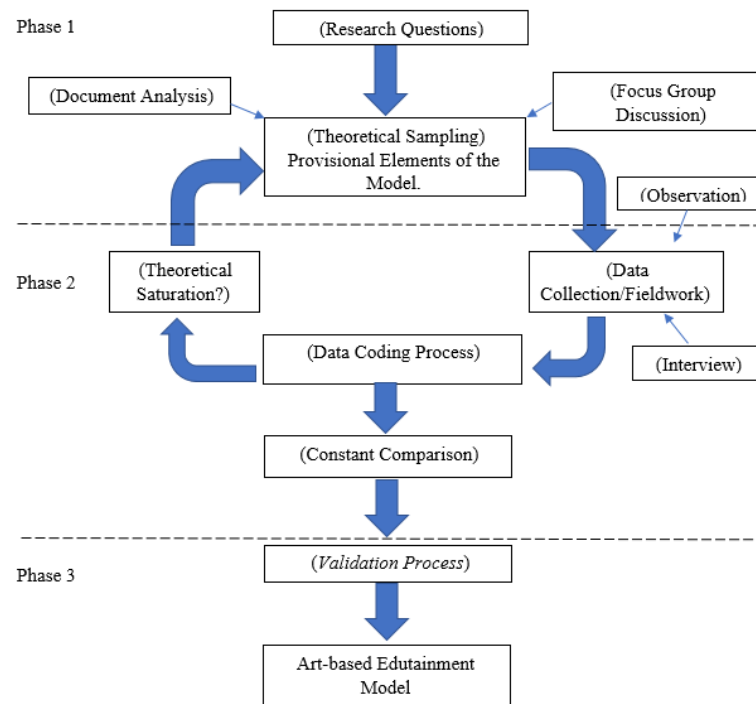 Phase 1
(Research Questions)
(Document Analysis)
(Focus Group
Discussion)
(Theoretical Sampling)
Provisional Elements of the
Model.
(Observation)
Phase 2
(Theoretical
Saturation?)
(Data
Collection/Fieldwork)
(Data Coding Process)
(Interview)
(Constant Comparison)
Phase 3
(Validation Process)
Art-based Edutainment
Model